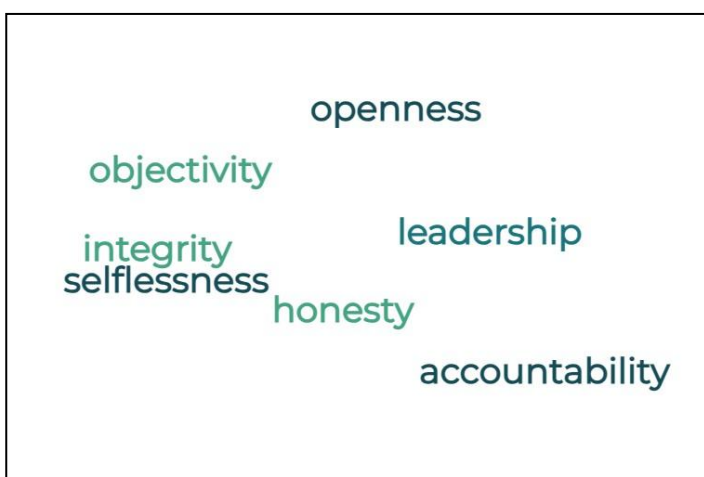 openness
objectivity
leadership
integrity
selflessness
honesty
accountability